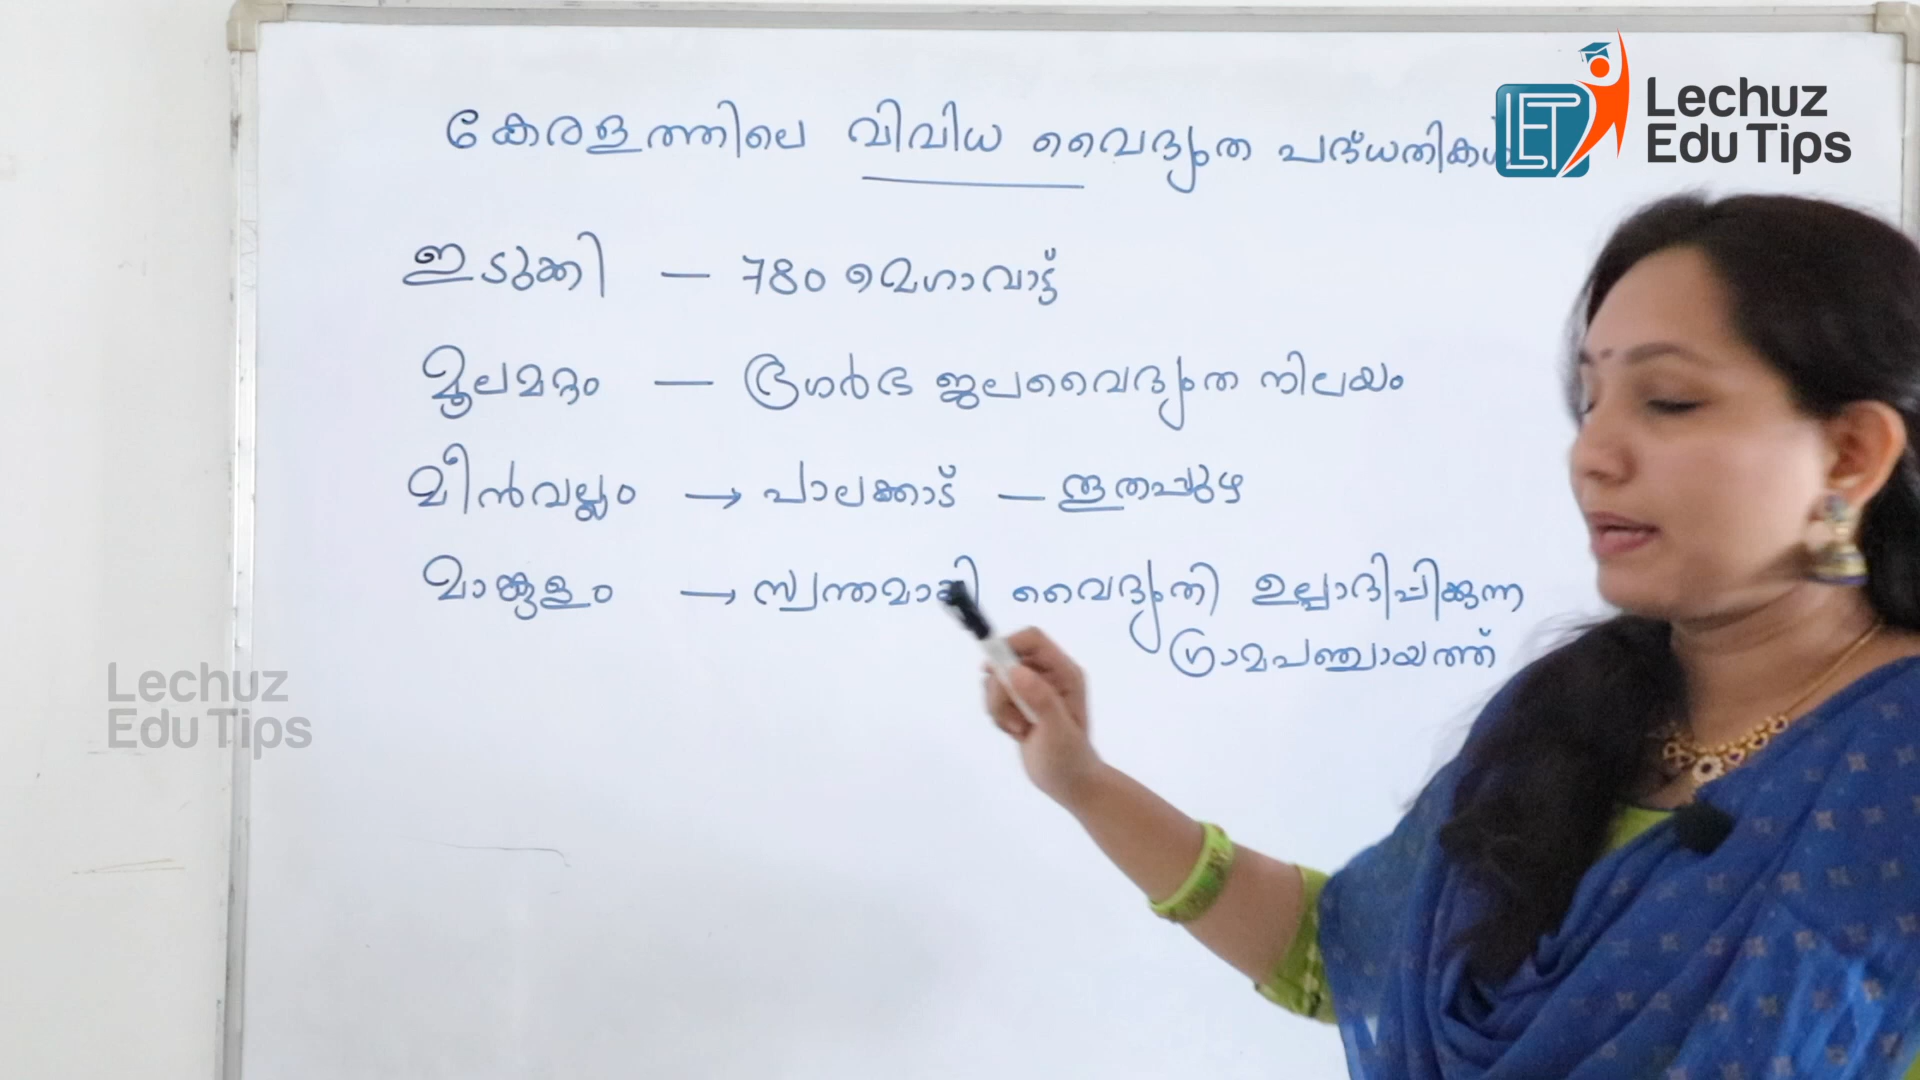 Lechuz
Edu Tips
കേരളത്തിലെ വിവിധ വൈദ്യുത പദ്ധതികൾ
ഇടുക്കി — 780 മെഗാവാട്ട്
മൂലമറ്റം — ഭൂഗർഭ ജലവൈദ്യുത നിലയം
മീൻവല്ലം → പാലക്കാട് — തൂതപ്പുഴ
മാങ്കുളം → സ്വന്തമായി വൈദ്യുതി ഉല്പാദിപ്പിക്കുന്ന
ഗ്രാമപഞ്ചായത്ത്
Lechuz
Edu Tips